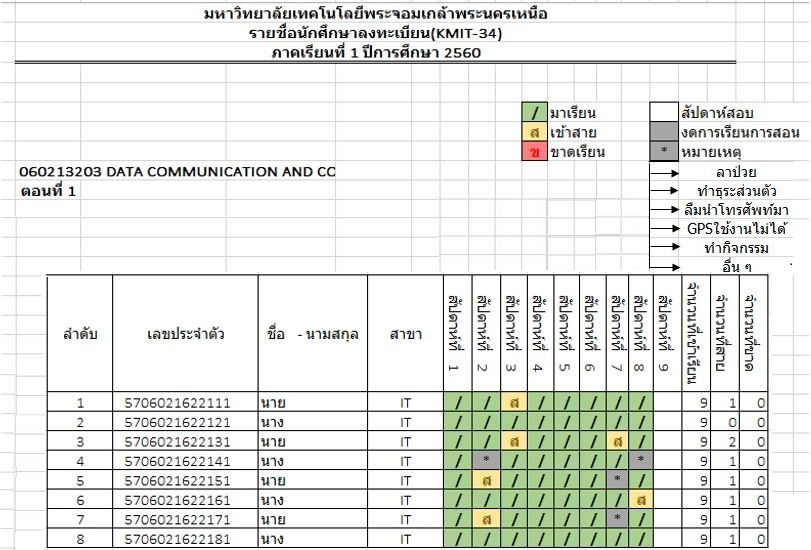 มหาวิทยาลัยเทคโนโลยีพระจอมเกล้าพระนครเหนือ
รายชื่อนักศึกษาลงทะเบียน(KMIT-34)
ภาคเรียนที่ 1 ปีการศึกษา 2560
/ มาเรียน สัปดาห์สอบ
ส เข้าสาย งดการเรียนการสอน
ข ขาดเรียน * หมายเหตุ
060213203 DATA COMMUNICATION AND CO ลาป่วย
ตอนที่ 1 ทำธุระส่วนตัว
ลืมนำโทรศัพท์มา
GPSใช้งานไม่ได้
ทำกิจกรรม
อื่น ๆ
ลำดับ เลขประจำตัว ชื่อ - นามสกุล สาขา สัปดาห์ที่ 1 สัปดาห์ที่ 2 สัปดาห์ที่ 3 สัปดาห์ที่ 4 สัปดาห์ที่ 5 สัปดาห์ที่ 6 สัปดาห์ที่ 7 สัปดาห์ที่ 8 สัปดาห์ที่ 9 จำนวนที่เข้าเรียน จำนวนที่สาย จำนวนที่ขาด
1 5706021622111 นาย IT / / ส / / / / / 9 1 0
2 5706021622121 นาง IT / / / / / / / / 9 0 0
3 5706021622131 นาย IT / / ส / / / ส / 9 2 0
4 5706021622141 นาง IT / * / / / / / * 9 1 0
5 5706021622151 นาย IT / ส / / / / * / 9 1 0
6 5706021622161 นาง IT / / / / / / / ส 9 1 0
7 5706021622171 นาย IT / ส / / / / * / 9 1 0
8 5706021622181 นาง IT / / / / / / / / 9 1 0